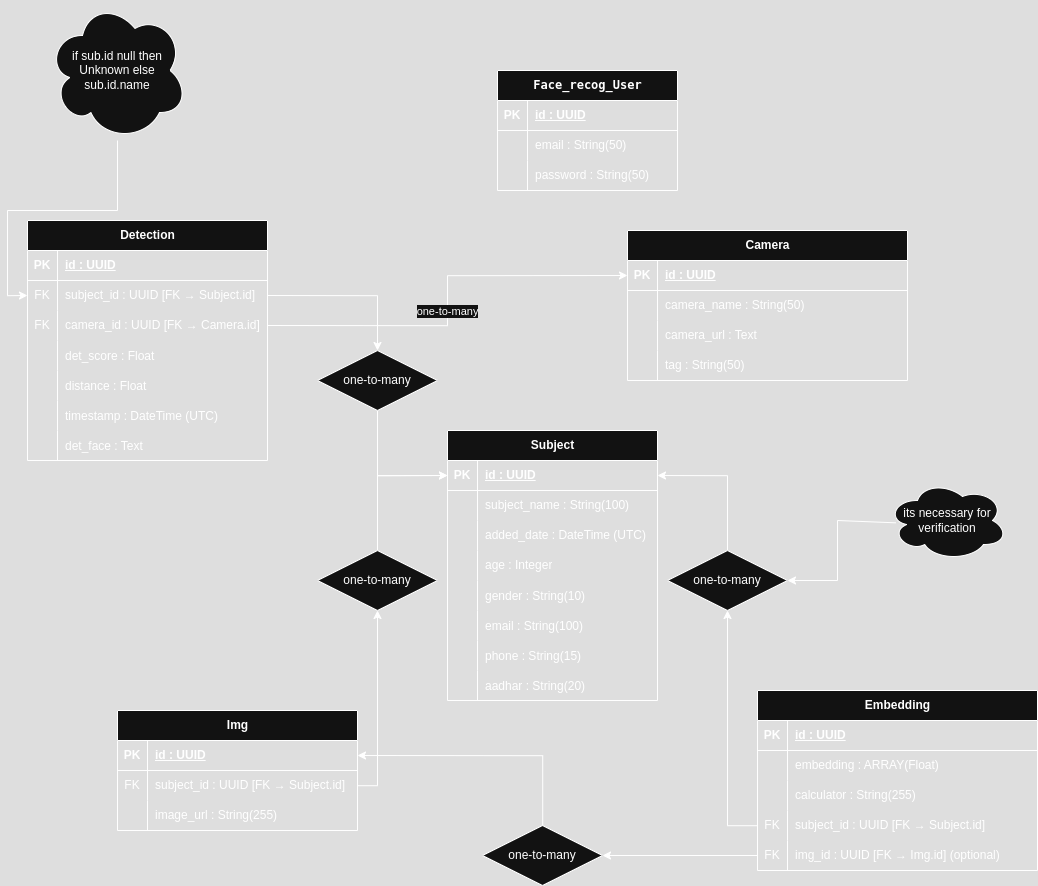 if sub.id null then
Unknown else
sub.id.name
Face_recog_User
PK id : UUID
email : String(50)
password : String(50)
Detection
PK id : UUID
FK subject_id : UUID [FK → Subject.id]
FK camera_id : UUID [FK → Camera.id]
det_score : Float
distance : Float
timestamp : DateTime (UTC)
det_face : Text
one-to-many
Camera
PK id : UUID
camera_name : String(50)
camera_url : Text
tag : String(50)
one-to-many
Subject
PK id : UUID
subject_name : String(100)
added_date : DateTime (UTC)
age : Integer
gender : String(10)
email : String(100)
phone : String(15)
aadhar : String(20)
its necessary for
verification
one-to-many
one-to-many
Img
PK id : UUID
FK subject_id : UUID [FK → Subject.id]
image_url : String(255)
Embedding
PK id : UUID
embedding : ARRAY(Float)
calculator : String(255)
FK subject_id : UUID [FK → Subject.id]
FK img_id : UUID [FK → Img.id] (optional)
one-to-many